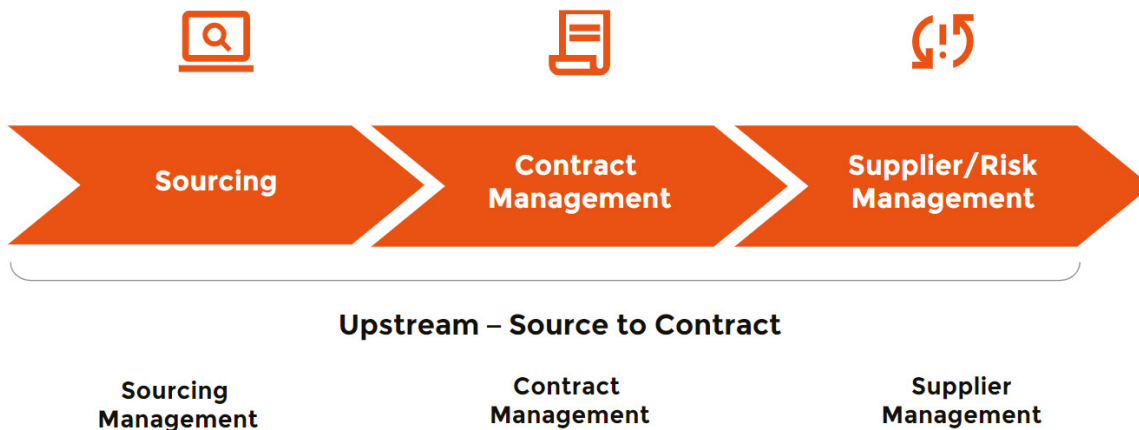 Sourcing
Contract
Management
Supplier/Risk
Management
Upstream – Source to Contract
Sourcing
Management
Contract
Management
Supplier
Management